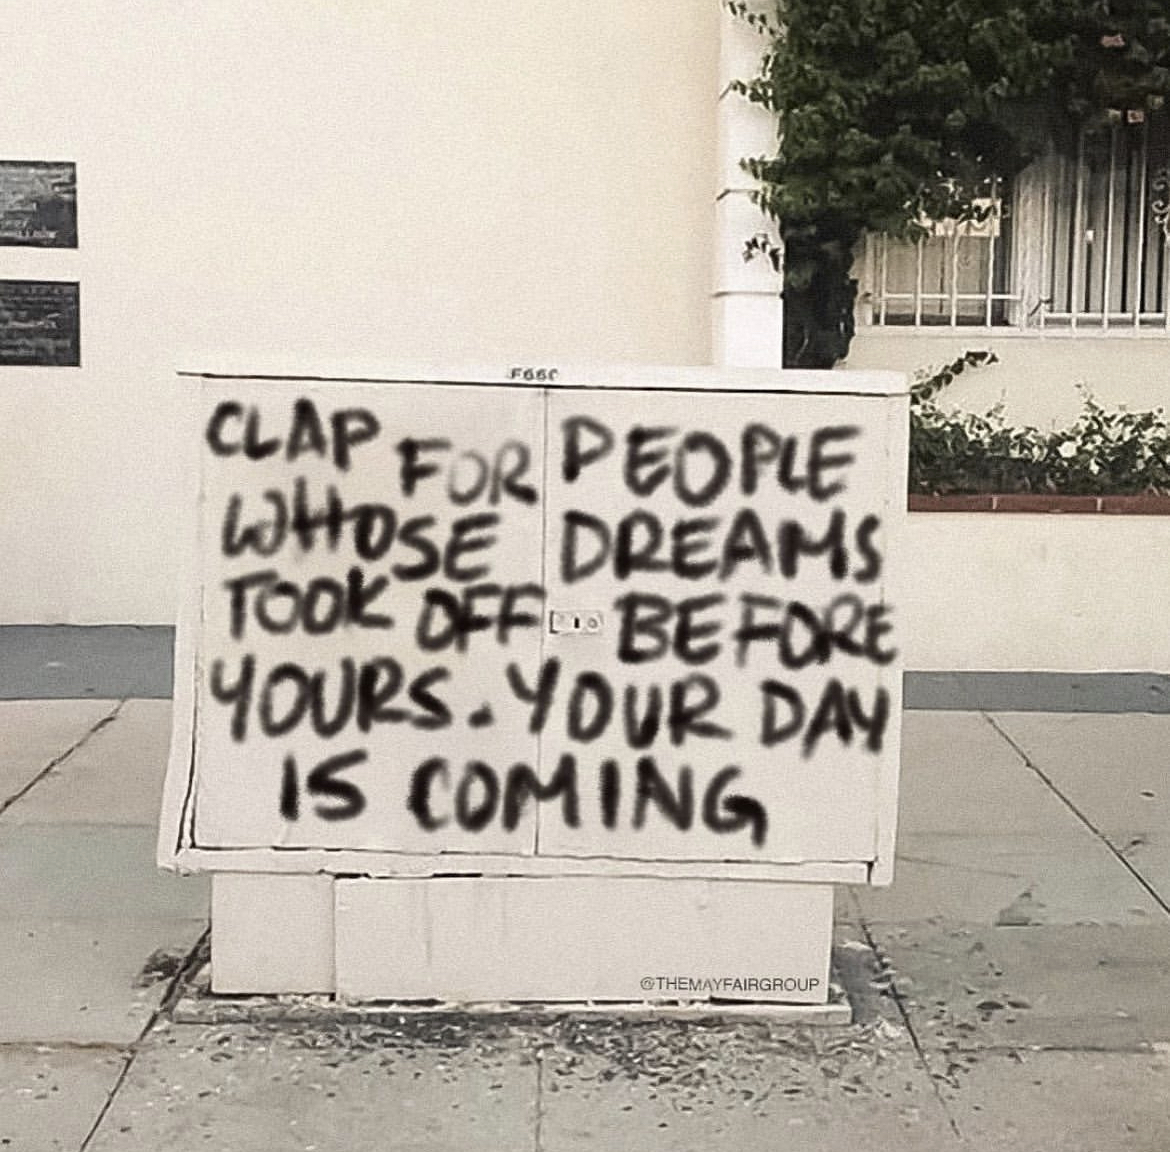 F66C
CLAP FOR PEOPLE
WHOSE DREAMS
TOOK OFF BEFORE
YOURS. YOUR DAY
IS COMING
@THEMAYFAIRGROUP